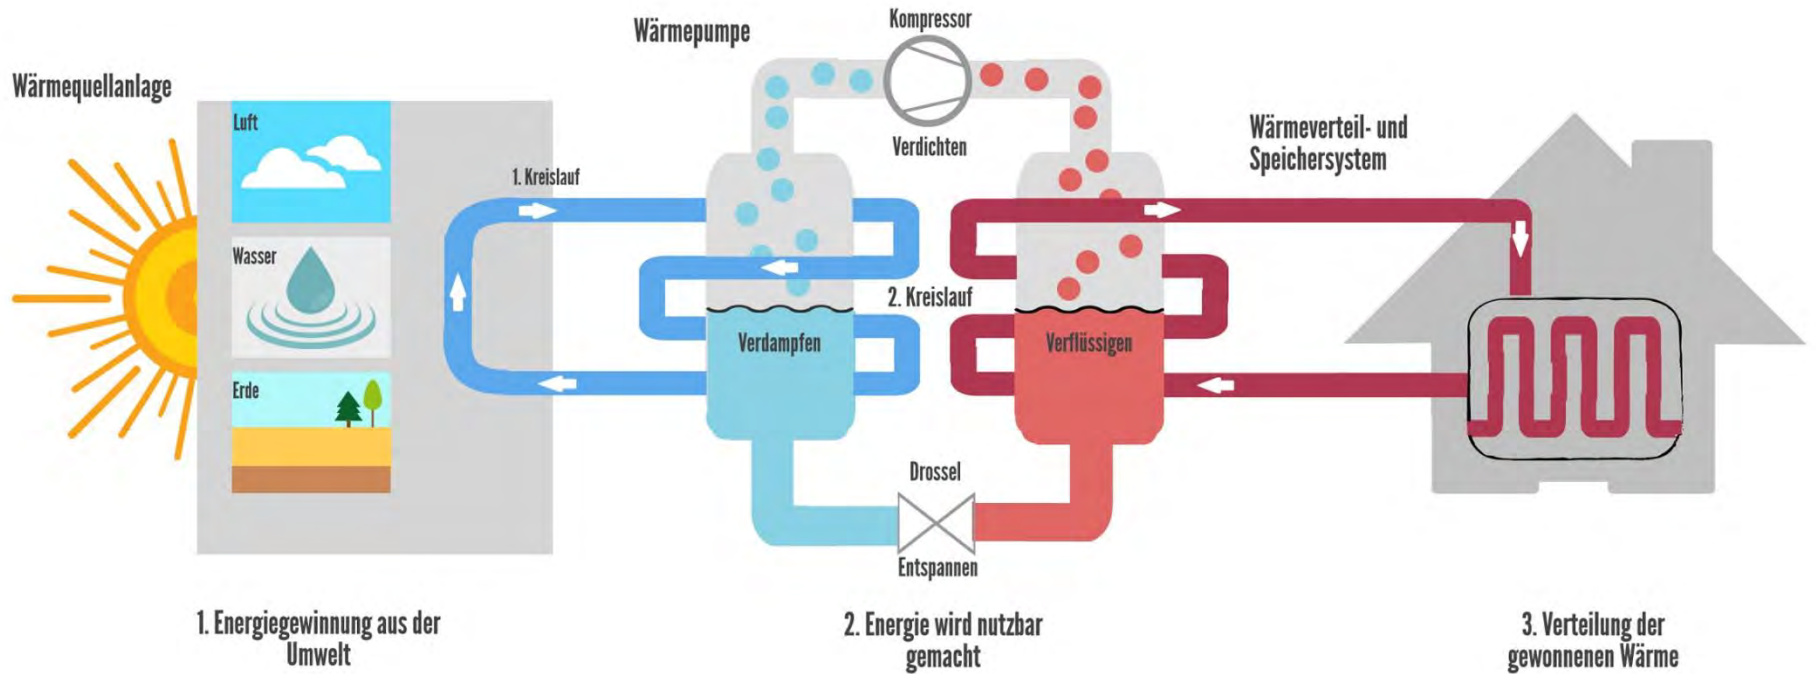 Wärmequellanlage
Luft
Wasser
Erde
1. Kreislauf
Wärmepumpe
Kompressor
Verdichten
2. Kreislauf
Verdampfen
Verflüssigen
Drossel
Entspannen
Wärmeverteil- und
Speichersystem
1. Energiegewinnung aus der
Umwelt
2. Energie wird nutzbar
gemacht
3. Verteilung der
gewonnenen Wärme